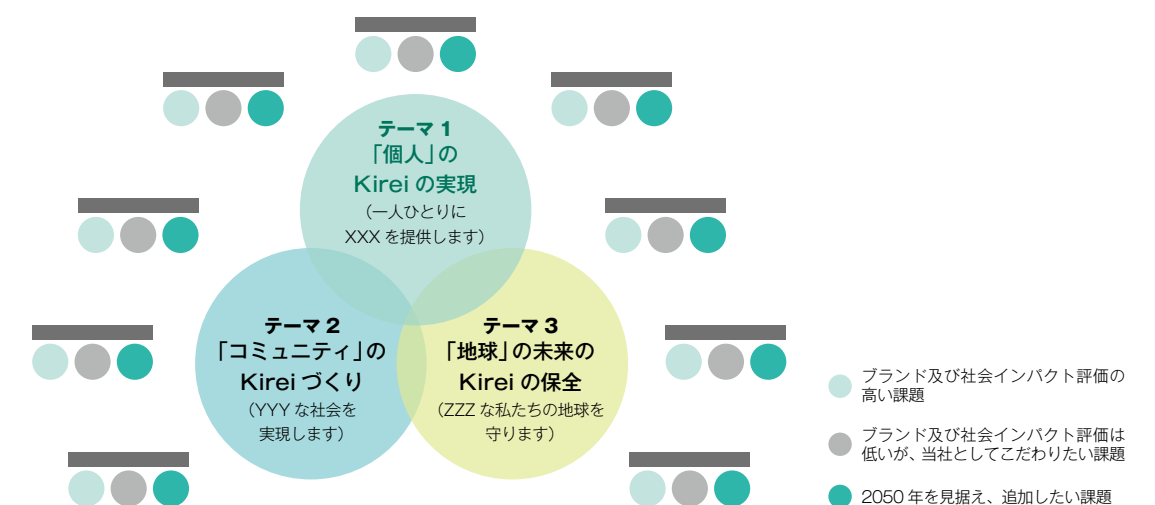 テーマ 1
「個人」の
Kirei の実現
（一人ひとりに
XXX を提供します）
テーマ 2
「コミュニティ」の
Kirei づくり
（YYY な社会を
実現します）
テーマ 3
「地球」の未来の
Kirei の保全
（ZZZ な私たちの地球を
守ります）
ブランド及び社会インパクト評価の
高い課題
ブランド及び社会インパクト評価は
低いが、当社としてこだわりたい課題
2050 年を見据え、追加したい課題